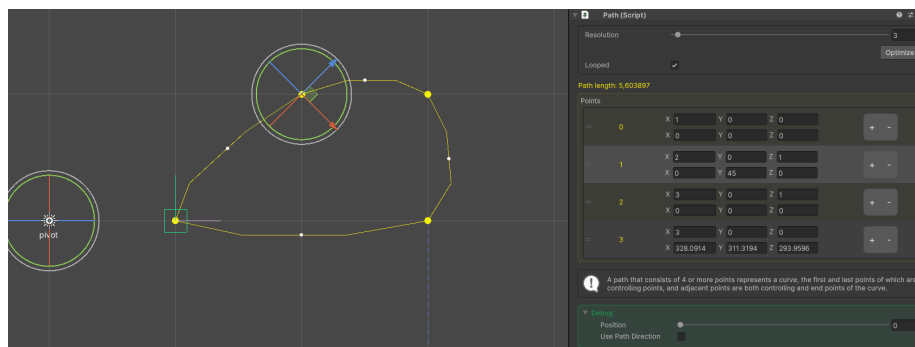 Path (Script)
Resolution 3
Optimize
Looped
Path length: 5,603897
Points
0 X 1 Y 0 Z 0
X 0 Y 0 Z 0
+ -
1 X 2 Y 0 Z 1
X 0 Y 45 Z 0
+ -
2 X 3 Y 0 Z 1
X 0 Y 0 Z 0
+ -
3 X 3 Y 0 Z 0
X 328.0914 Y 311.3194 Z 293.9596
+ -
A path that consists of 4 or more points represents a curve, the first and last points of which are
controlling points, and adjacent points are both controlling and end points of the curve.
Debug
Position 0
Use Path Direction
pivot